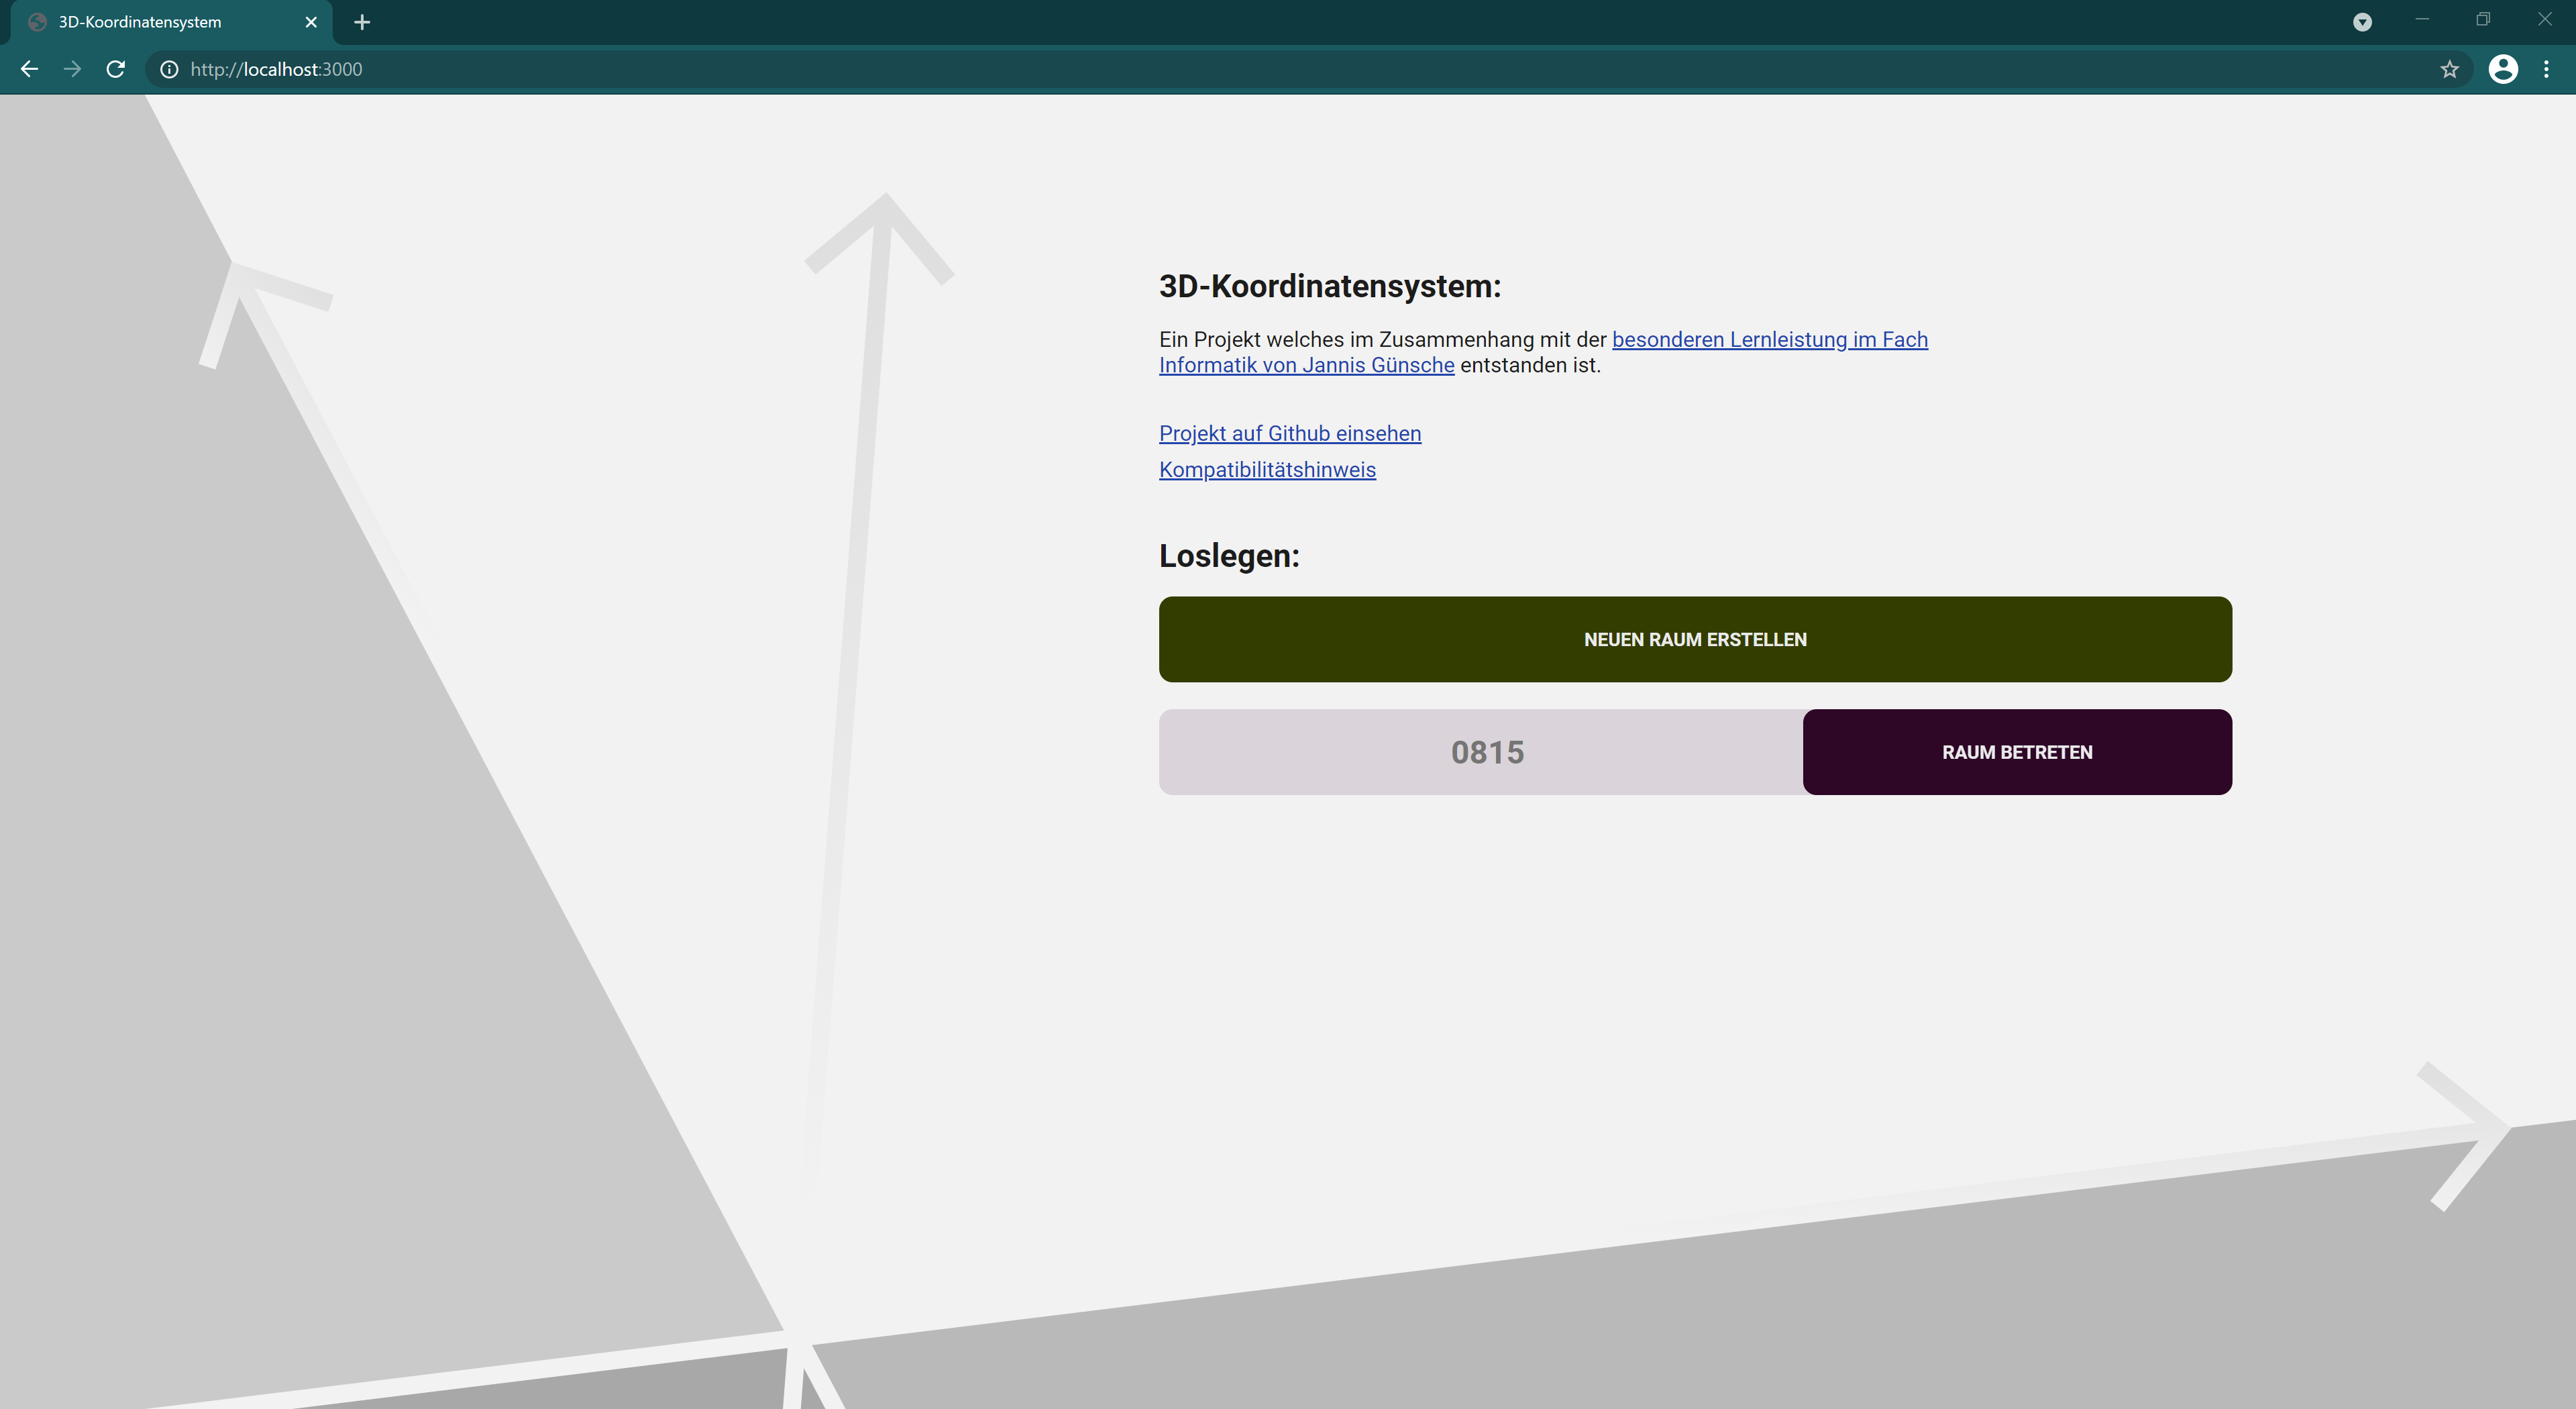 3D-Koordinatensystem
http://localhost:3000
3D-Koordinatensystem:
Ein Projekt welches im Zusammenhang mit der besonderen Lernleistung im Fach
Informatik von Jannis Günsche entstanden ist.
Projekt auf Github einsehen
Kompatibilitätshinweis
Loslegen:
NEUEN RAUM ERSTELLEN
0815
RAUM BETRETEN